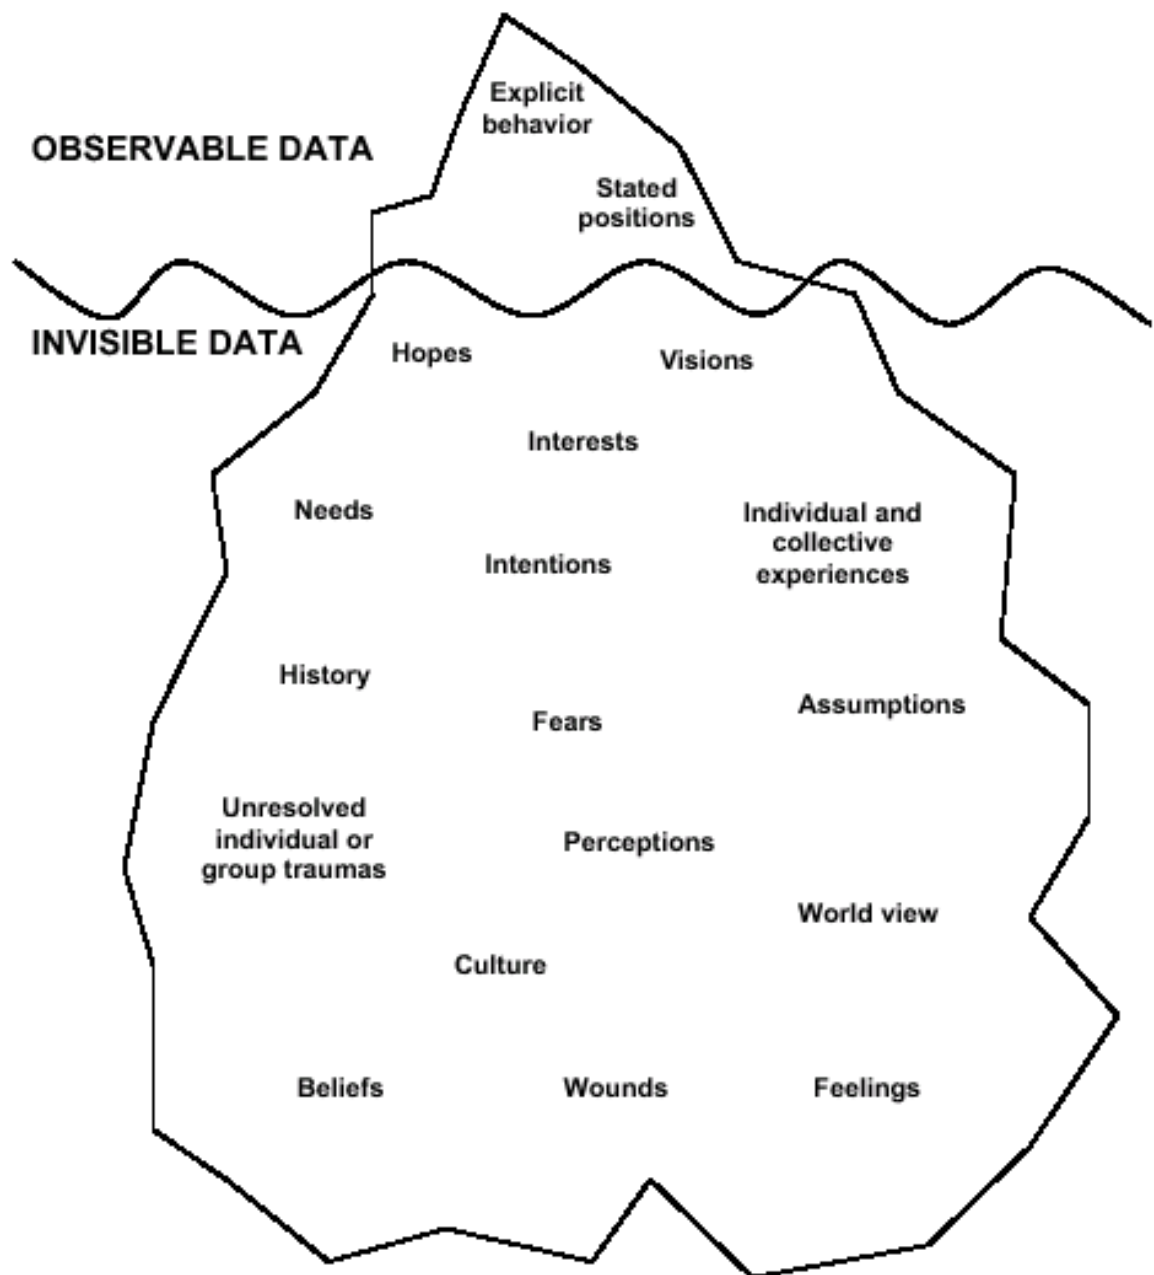 Explicit
behavior
OBSERVABLE DATA
Stated
positions
INVISIBLE DATA
Hopes
Visions
Interests
Needs
Individual and
collective
experiences
Intentions
History
Assumptions
Fears
Unresolved
individual or
group traumas
Perceptions
World view
Culture
Beliefs
Wounds
Feelings